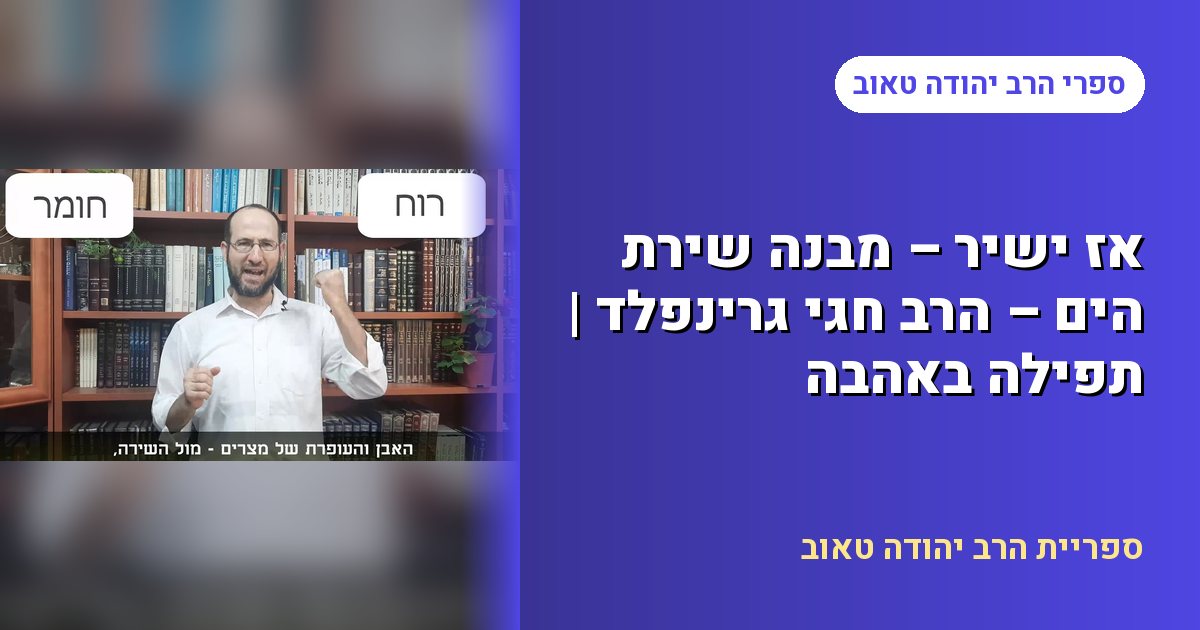 ספרי הרב יהודה טאוב
אז ישיר – מבנה שירת
הים – הרב חגי גרינפלד |
תפילה באהבה
ספריית הרב יהודה טאוב
רוח
חומר
האבן והעופרת של מצרים - מול השירה,